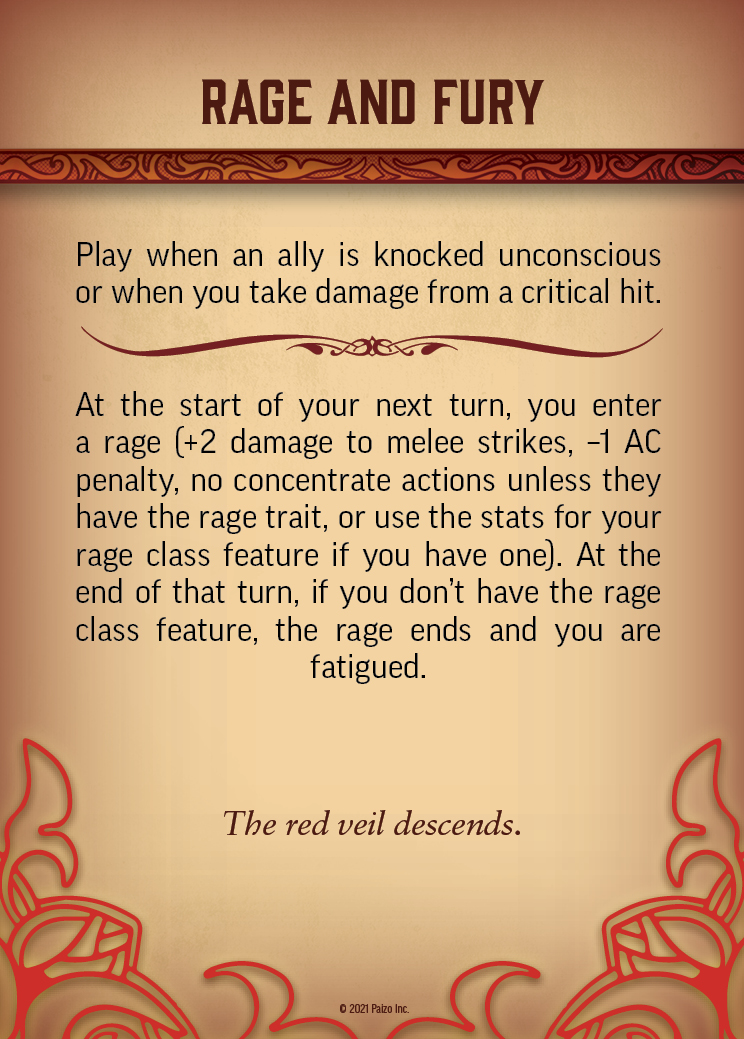 RAGE AND FURY
Play when an ally is knocked unconscious
or when you take damage from a critical hit.
At the start of your next turn, you enter
a rage (+2 damage to melee strikes, –1 AC
penalty, no concentrate actions unless they
have the rage trait, or use the stats for your
rage class feature if you have one). At the
end of that turn, if you don’t have the rage
class feature, the rage ends and you are
fatigued.
The red veil descends.
© 2021 Paizo Inc.